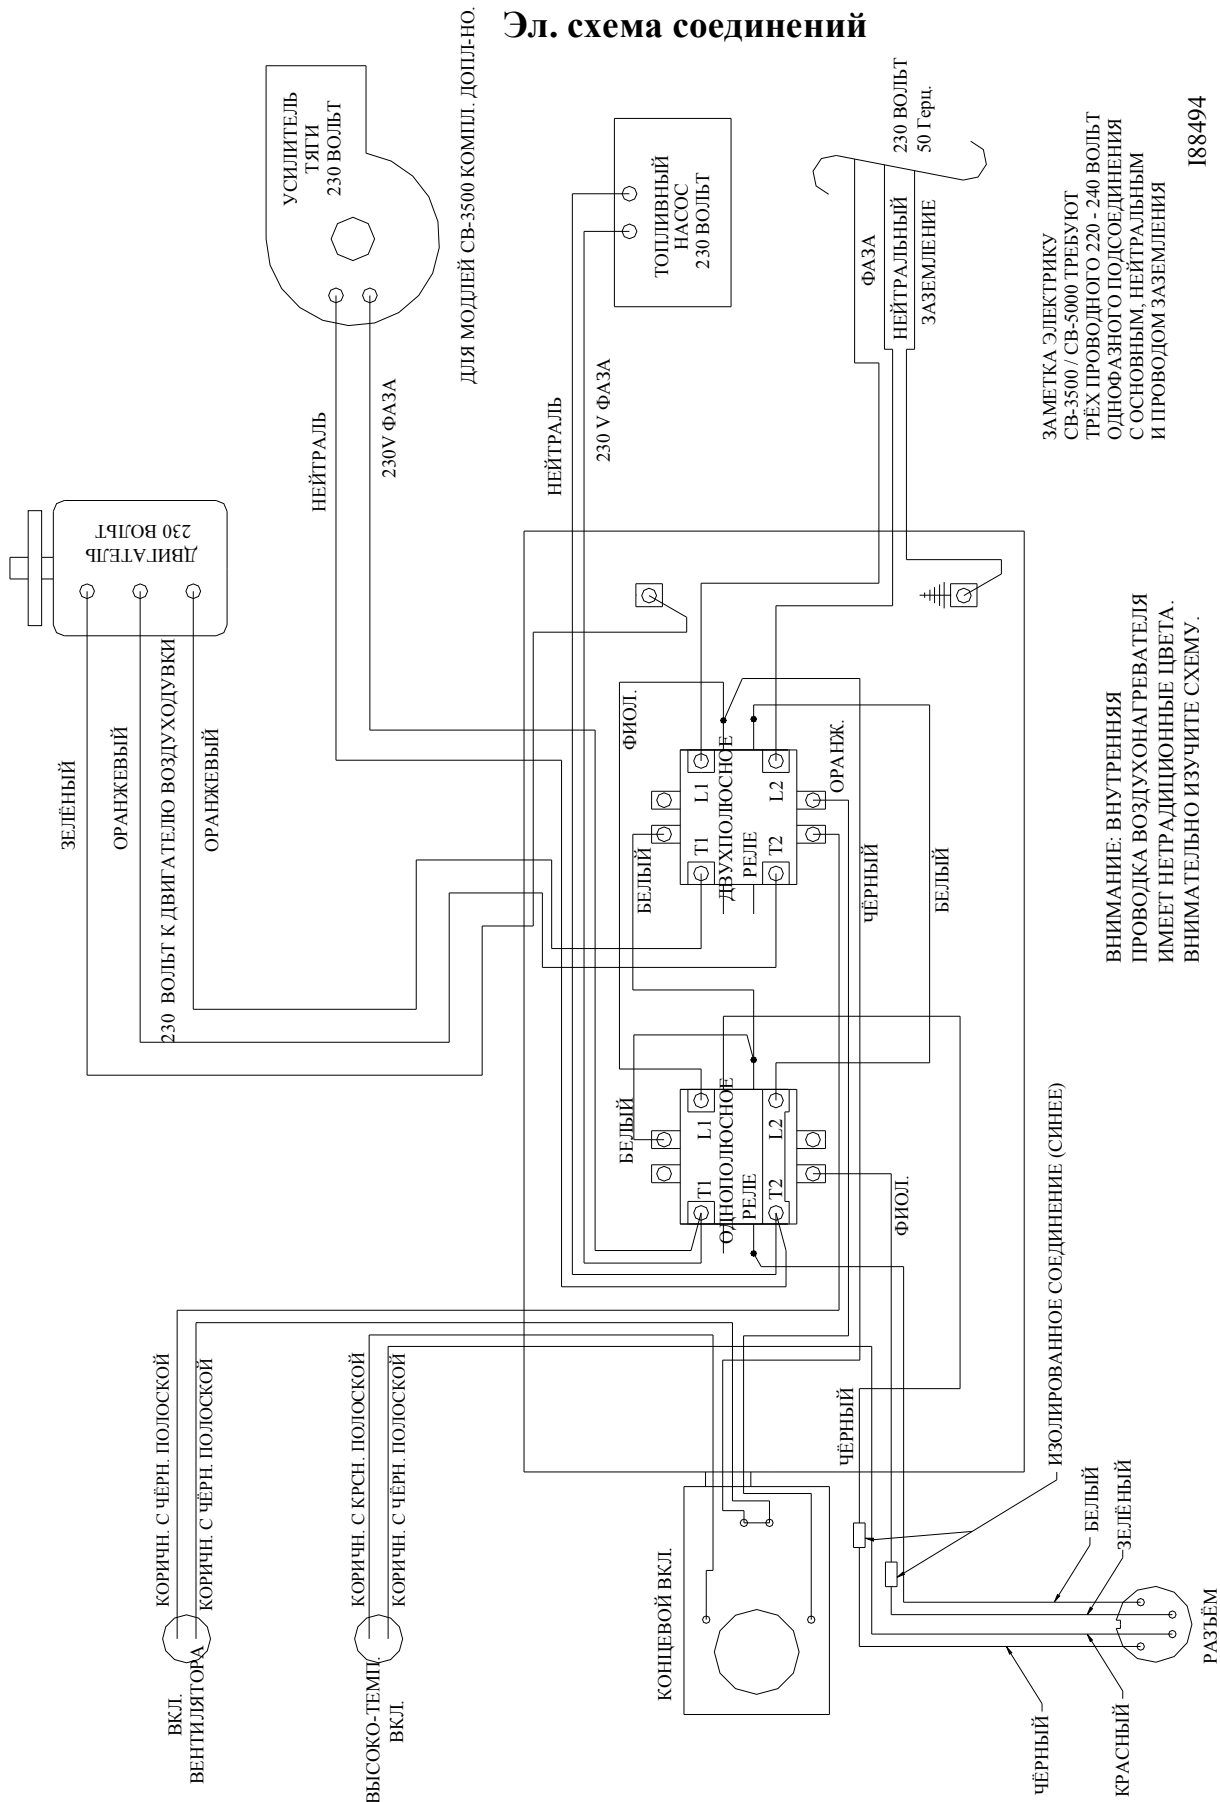 Эл. схема соединений
УСИЛИТЕЛЬ
ТЯГИ
230 ВОЛЬТ
ДЛЯ МОДЛЕЙ СВ-3500 КОМПЛ. ДОПЛ-НО.
ТОПЛИВНЫЙ
НАСОС
230 ВОЛЬТ
230 ВОЛЬТ
50 Герц.
ФАЗА
НЕЙТРАЛЬНЫЙ
ЗАЗЕМЛЕНИЕ
ЗАМЕТКА ЭЛЕКТРИКУ
СВ-3500 / СВ-5000 ТРЕБУЮТ
ТРЁХ ПРОВОДНОГО 220 - 240 ВОЛЬТ
ОДНОФАЗНОГО ПОДСОЕДИНЕНИЯ
С ОСНОВНЫМ, НЕЙТРАЛЬНЫМ
И ПРОВОДОМ ЗАЗЕМЛЕНИЯ
I88494
НЕЙТРАЛЬ
230V ФАЗА
НЕЙТРАЛЬ
230 V ФАЗА
ДВИГАТЕЛЬ
230 ВОЛЬТ
ЗЕЛЁНЫЙ
ОРАНЖЕВЫЙ
230 ВОЛЬТ К ДВИГАТЕЛЮ ВОЗДУХОДУВКИ
ОРАНЖЕВЫЙ
ВНИМАНИЕ: ВНУТРЕННЯЯ
ПРОВОДКА ВОЗДУХОНАГРЕВАТЕЛЯ
ИМЕЕТ НЕТРАДИЦИОННЫЕ ЦВЕТА.
ВНИМАТЕЛЬНО ИЗУЧИТЕ СХЕМУ.
ФИОЛ.
БЕЛЫЙ
L1
T1
ДВУХПОЛЮСНОЕ
РЕЛЕ
L2
T2
ОРАНЖ.
ЧЁРНЫЙ
БЕЛЫЙ
БЕЛЫЙ
L1
T1
ОДНОПОЛЮСНОЕ
РЕЛЕ
L2
T2
ФИОЛ.
ИЗОЛИРОВАННОЕ СОЕДИНЕНИЕ (СИНЕЕ)
КОРИЧН. С ЧЁРН. ПОЛОСКОЙ
КОРИЧН. С ЧЁРН. ПОЛОСКОЙ
КОРИЧН. С КРСН. ПОЛОСКОЙ
КОРИЧН. С ЧЁРН. ПОЛОСКОЙ
ВКЛ.
ВЕНТИЛЯТОРА
ВЫСОКО-ТЕМП.
ВКЛ.
КОНЦЕВОЙ ВКЛ.
ЧЁРНЫЙ
БЕЛЫЙ
ЗЕЛЁНЫЙ
ЧЁРНЫЙ
КРАСНЫЙ
РАЗЪЁМ